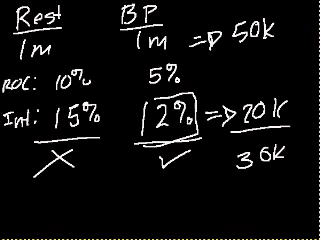 Rest BP
1m 1m => 50k
ROC: 10% 5%
Int: 15% 12% => 20k
X ✓ 30k